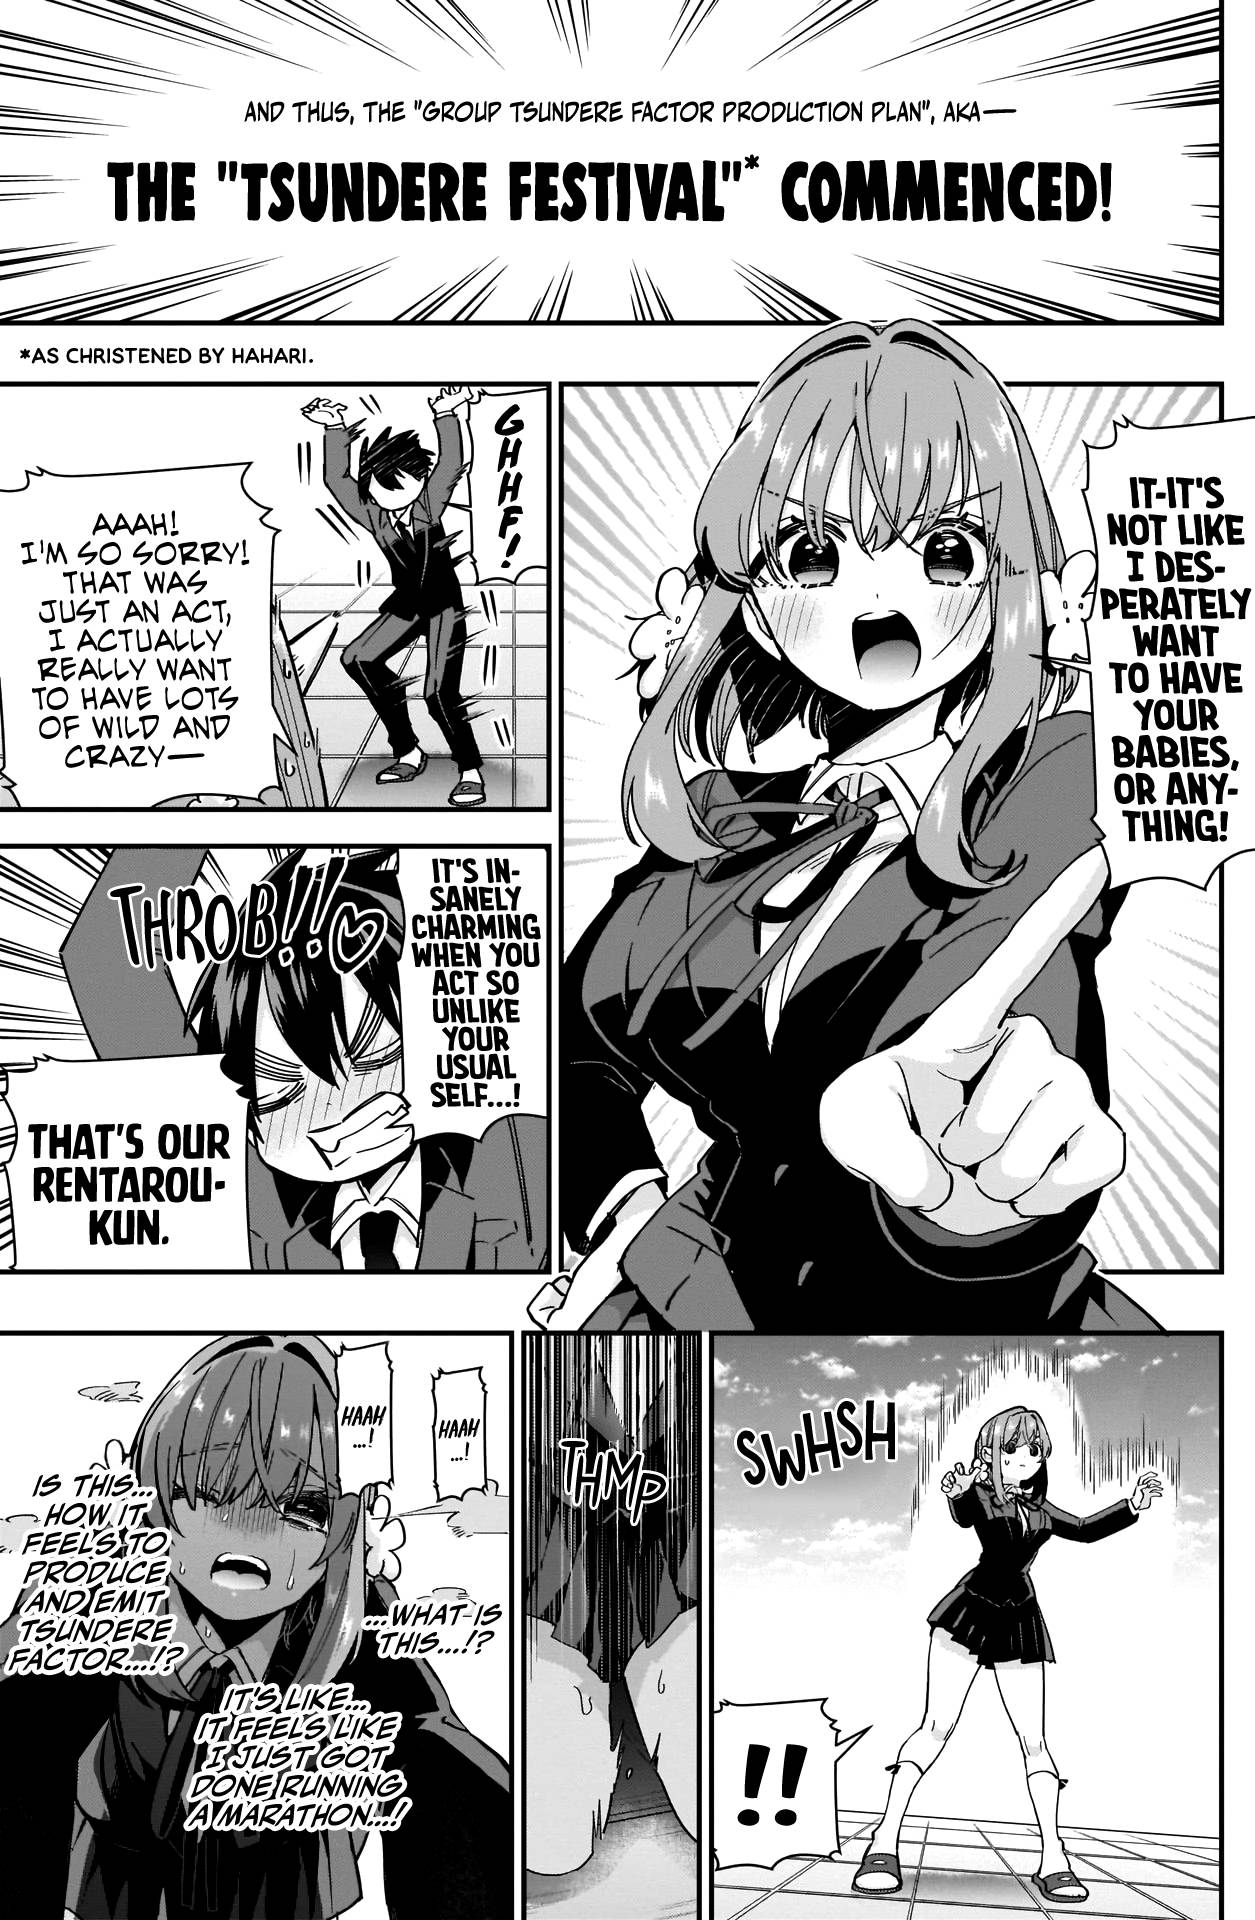 AND THUS, THE "GROUP TSUNDERE FACTOR PRODUCTION PLAN", AKA—
THE "TSUNDERE FESTIVAL"* COMMENCED!
*AS CHRISTENED BY HAHARI.
IT-IT'S
NOT LIKE
I DES-
PERATELY
WANT
TO HAVE
YOUR
BABIES,
OR ANY-
THING!
GHHF!
AAAH!
I'M SO SORRY!
THAT WAS
JUST AN ACT,
I ACTUALLY
REALLY WANT
TO HAVE LOTS
OF WILD AND
CRAZY—
IT'S IN-
SANELY
CHARMING
WHEN YOU
ACT SO
UNLIKE
YOUR
USUAL
SELF...!
THROB!!♡
THAT'S OUR
RENTAROU-
KUN.
SWHSH
!!
THMP
HAAH
...!
HAAH
...!
...WHAT IS
THIS...!?
IS THIS...
HOW IT
FEELS TO
PRODUCE
AND EMIT
TSUNDERE
FACTOR...!?
IT'S LIKE...
IT FEELS LIKE
I JUST GOT
DONE RUNNING
A MARATHON...!